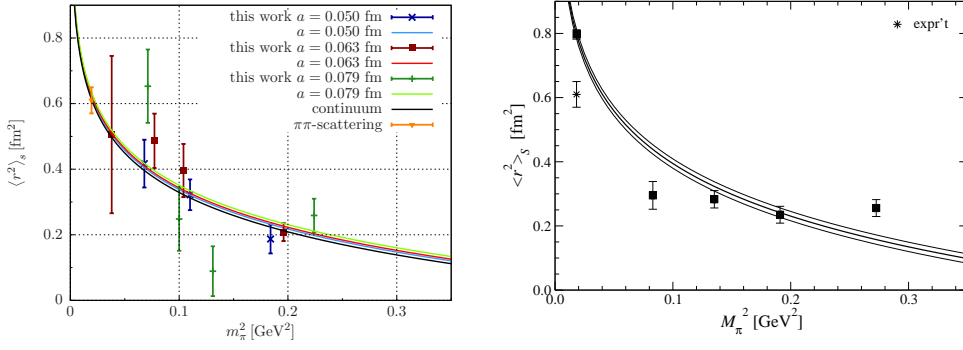 this work a = 0.050 fm
a = 0.050 fm
this work a = 0.063 fm
a = 0.063 fm
this work a = 0.079 fm
a = 0.079 fm
continuum
ππ-scattering
0.8
0.6
0.4
0.2
0
⟨r²⟩s [fm²]
0
0.1
0.2
0.3
m²π [GeV²]
expr't
0.8
0.6
0.4
0.2
0.0
<r²>S [fm²]
0.0
0.1
0.2
0.3
Mπ² [GeV²]